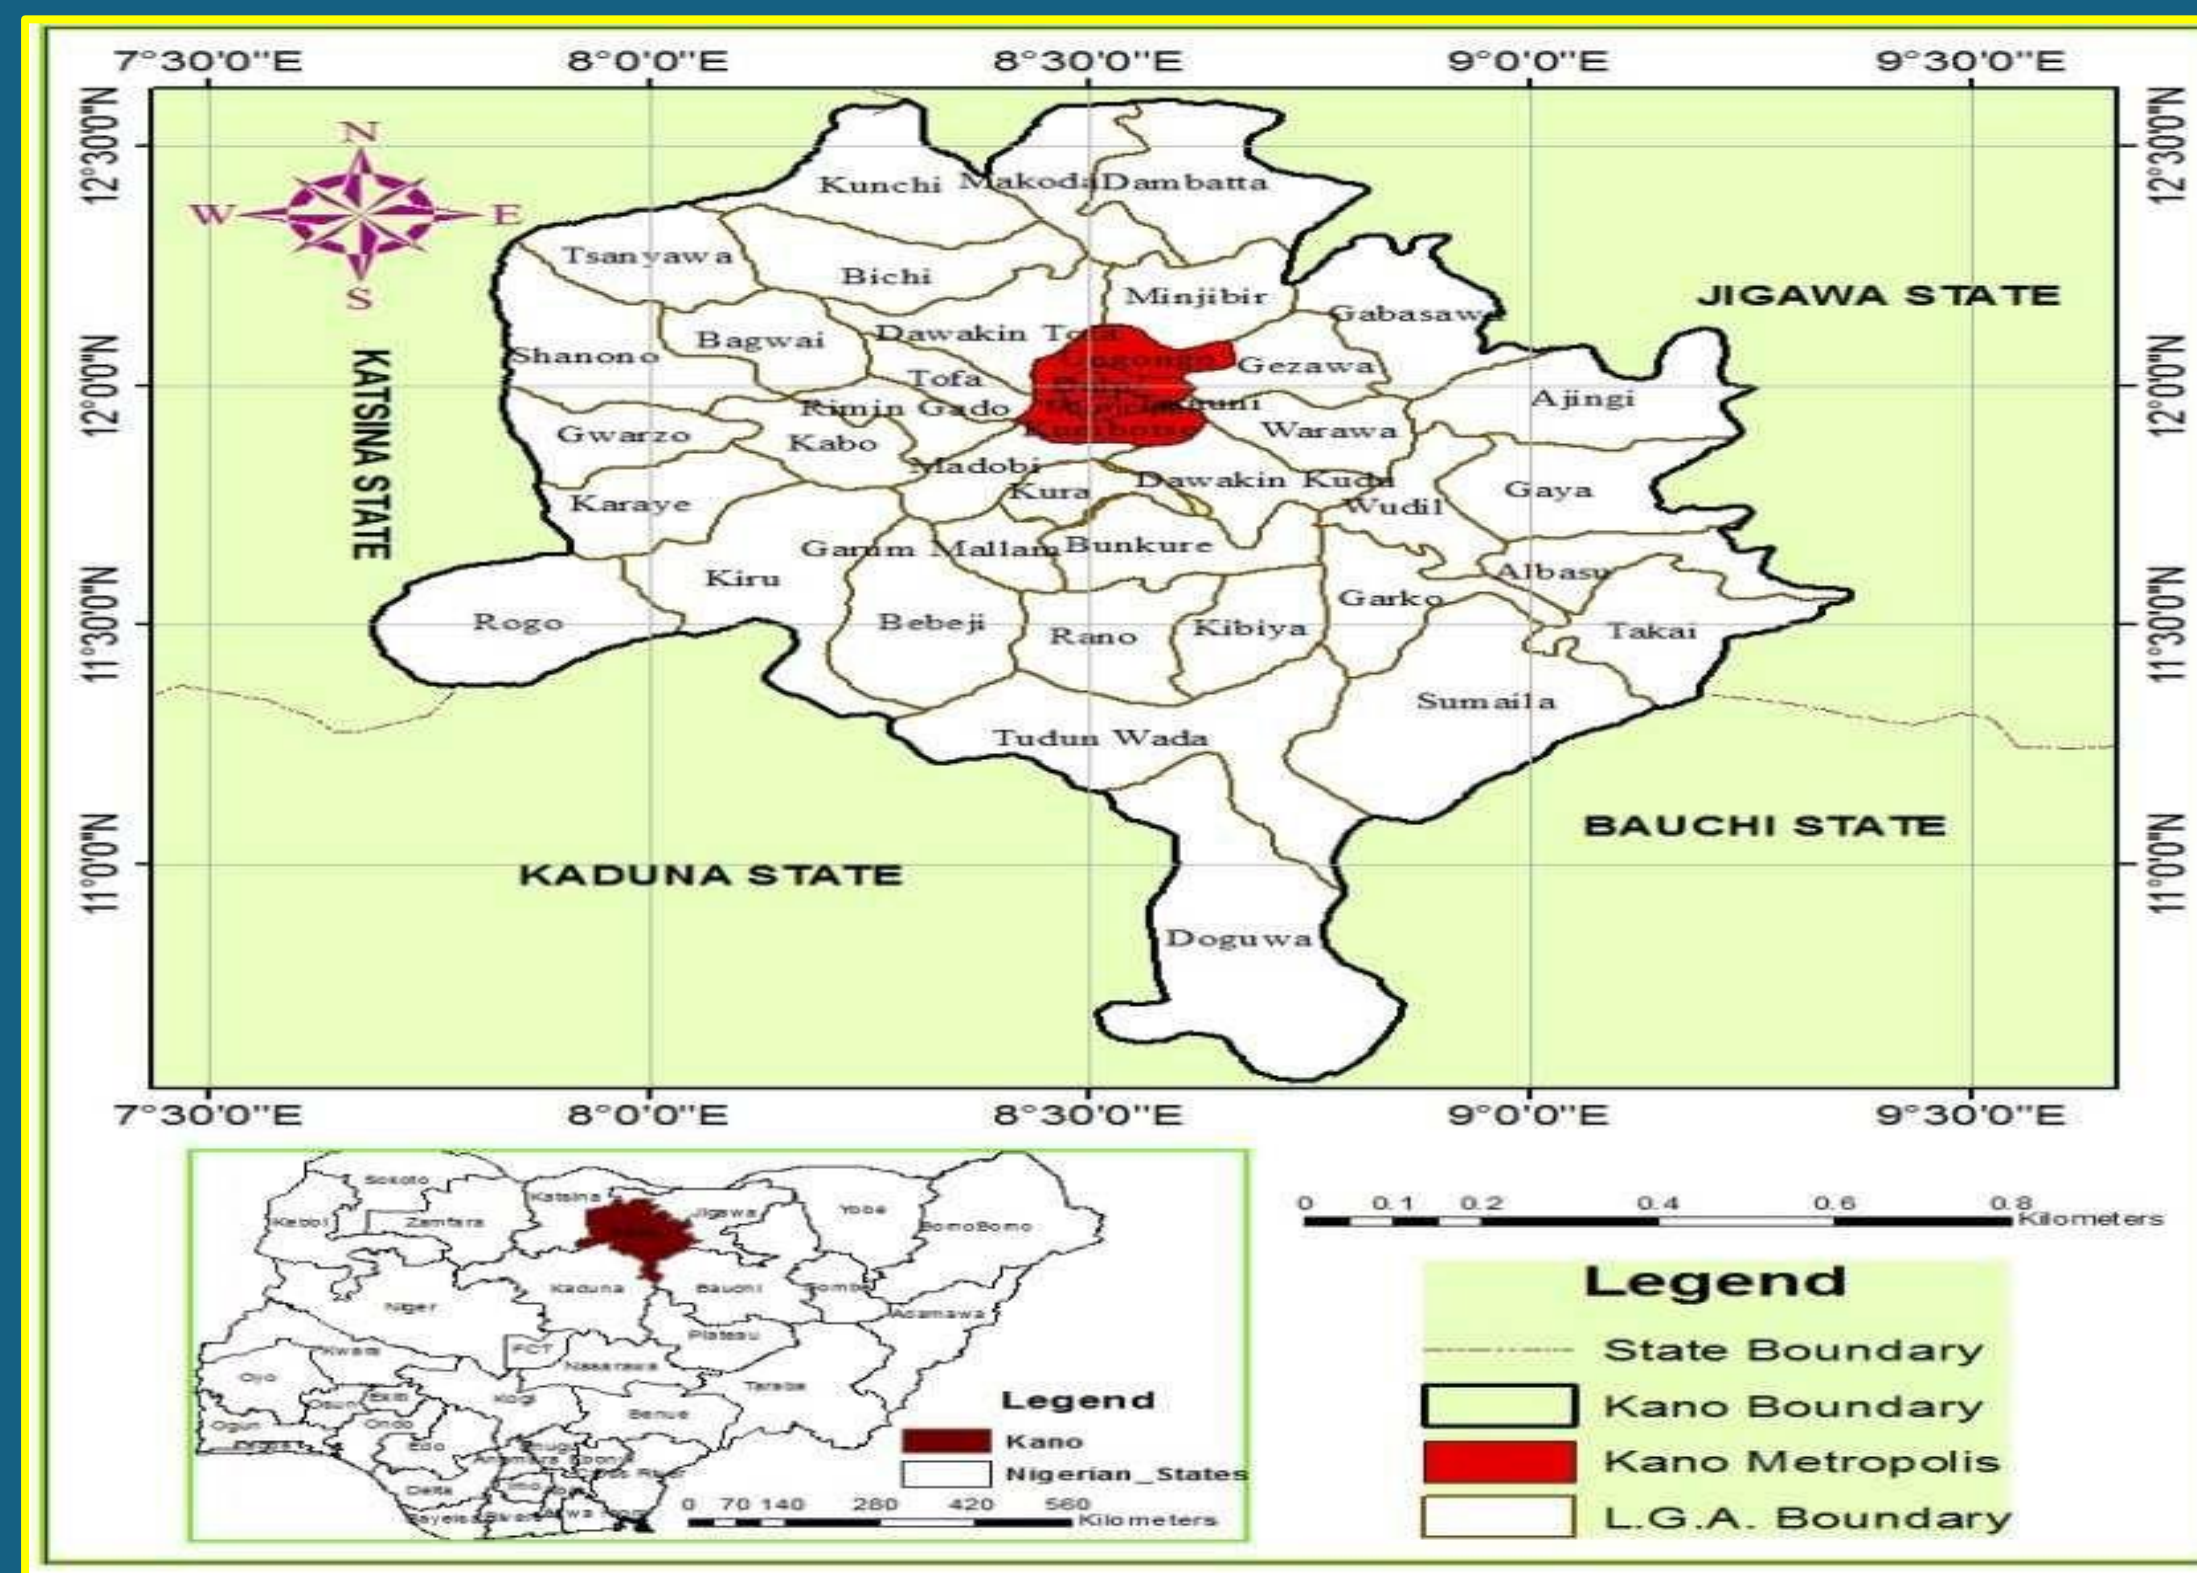 7°30'0"E 8°0'0"E 8°30'0"E 9°0'0"E 9°30'0"E
12°30'0"N
12°0'0"N
11°30'0"N
11°0'0"N
N
W E
S
12°30'0"N
12°0'0"N
11°30'0"N
11°0'0"N
JIGAWA STATE
KATSINA STATE
KADUNA STATE
BAUCHI STATE
Kunchi
Makoda
Dambatta
Tsanyawa
Bichi
Minjibir
Gabasawa
Dawakin Tofa
Bagwai
Shanono
Ungongo
Gezawa
Tofa
Ajingi
Rimin Gado
Gwarzo
Kabo
Kumbotso
Warawa
Madobi
Kura
Dawakin Kudu
Wudil
Gaya
Karaye
Garum Mallam
Bunkure
Kiru
Albasu
Garko
Rogo
Bebeji
Rano
Kibiya
Takai
Sumaila
Tudun Wada
Doguwa
7°30'0"E 8°0'0"E 8°30'0"E 9°0'0"E 9°30'0"E
Sokoto
Katsina
Jigawa
Yobe
Kebbi
Zamfara
BornoBorno
Kaduna
Bauchi
Gombe
Niger
Adamawa
Plateau
FCT
Kwara
Nasarawa
Oyo
Taraba
Ekiti
Kogi
Osun
Benue
Ogun
Ondo
Edo
Delta
Imo
Legend
Kano
Nigerian_States
0 70 140 280 420 560
Kilometers
0 0.1 0.2 0.4 0.6 0.8
Kilometers
Legend
State Boundary
Kano Boundary
Kano Metropolis
L.G.A. Boundary